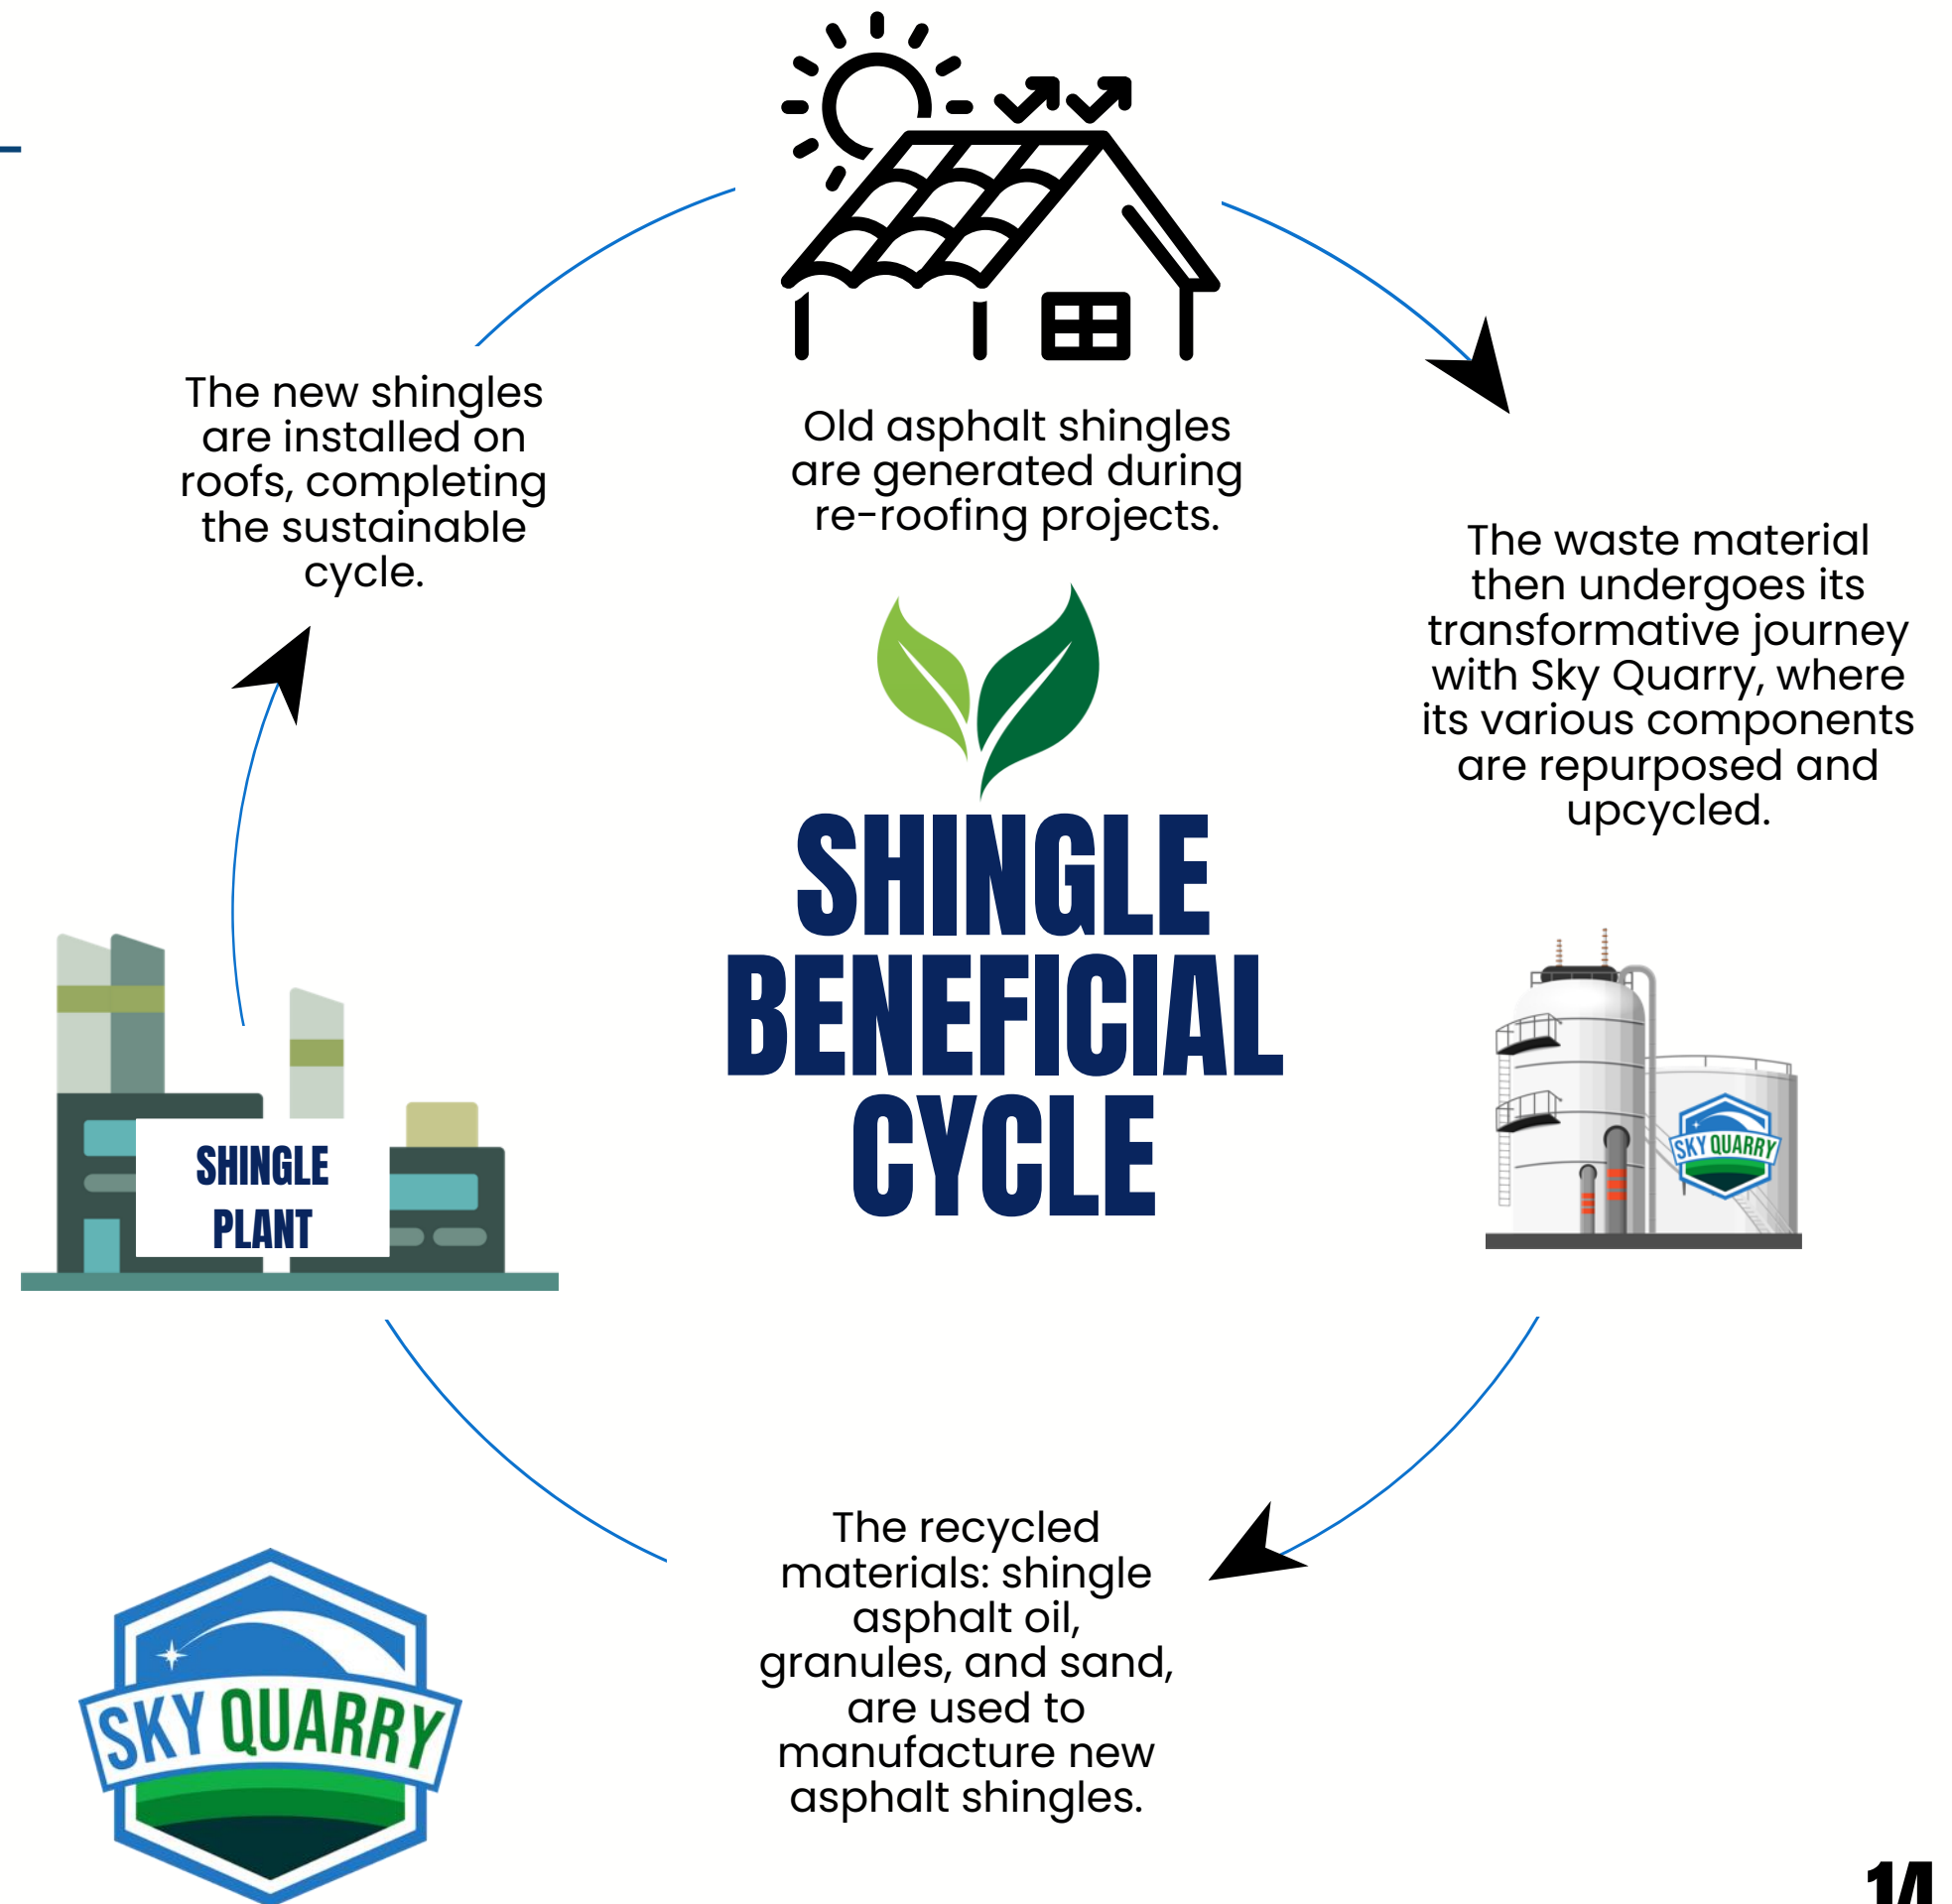 Old asphalt shingles
are generated during
re-roofing projects.
The waste material
then undergoes its
transformative journey
with Sky Quarry, where
its various components
are repurposed and
upcycled.
SKY QUARRY
The recycled
materials: shingle
asphalt oil,
granules, and sand,
are used to
manufacture new
asphalt shingles.
SHINGLE
PLANT
The new shingles
are installed on
roofs, completing
the sustainable
cycle.
SHINGLE
BENEFICIAL
CYCLE
SKY QUARRY
14